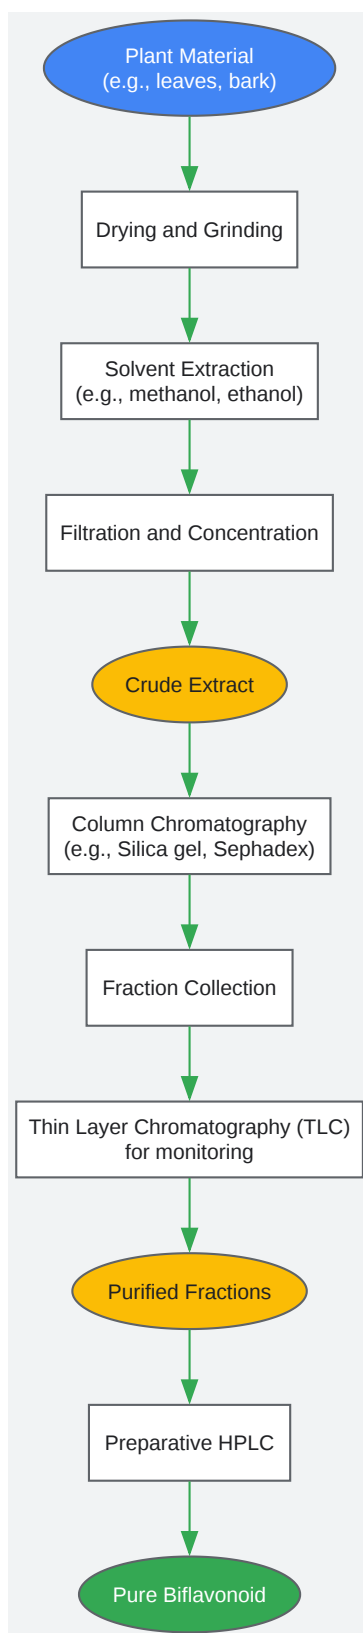 Plant Material
(e.g., leaves, bark)
Drying and Grinding
Solvent Extraction
(e.g., methanol, ethanol)
Filtration and Concentration
Crude Extract
Column Chromatography
(e.g., Silica gel, Sephadex)
Fraction Collection
Thin Layer Chromatography (TLC)
for monitoring
Purified Fractions
Preparative HPLC
Pure Biflavonoid